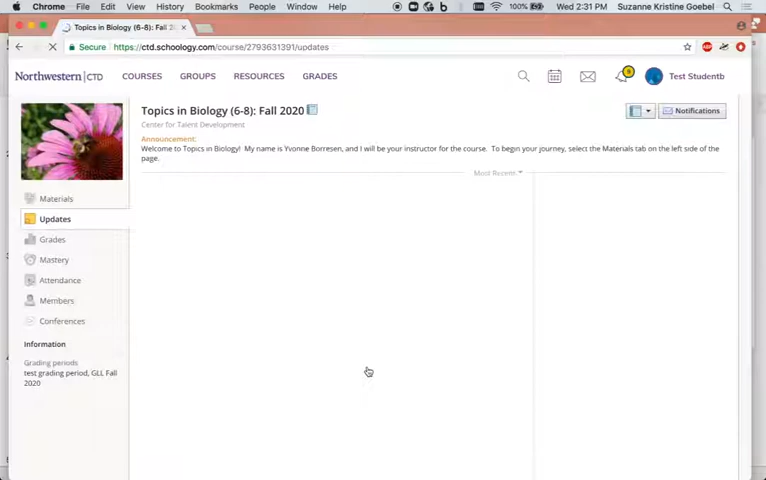 Chrome File Edit View History Bookmarks People Window Help 100% Wed 2:31 PM Suzanne Kristine Goebel
Topics in Biology (6-8): Fall 2
Secure https://ctd.schoology.com/course/2793631391/updates
Northwestern | CTD COURSES GROUPS RESOURCES GRADES 9 Test Studentb
Topics in Biology (6-8): Fall 2020
Notifications
Center for Talent Development
Announcement:
Welcome to Topics in Biology! My name is Yvonne Borresen, and I will be your instructor for the course. To begin your journey, select the Materials tab on the left side of the
page.
Most Recent
Materials
Updates
Grades
Mastery
Attendance
Members
Conferences
Information
Grading periods
test grading period, GLL Fall
2020